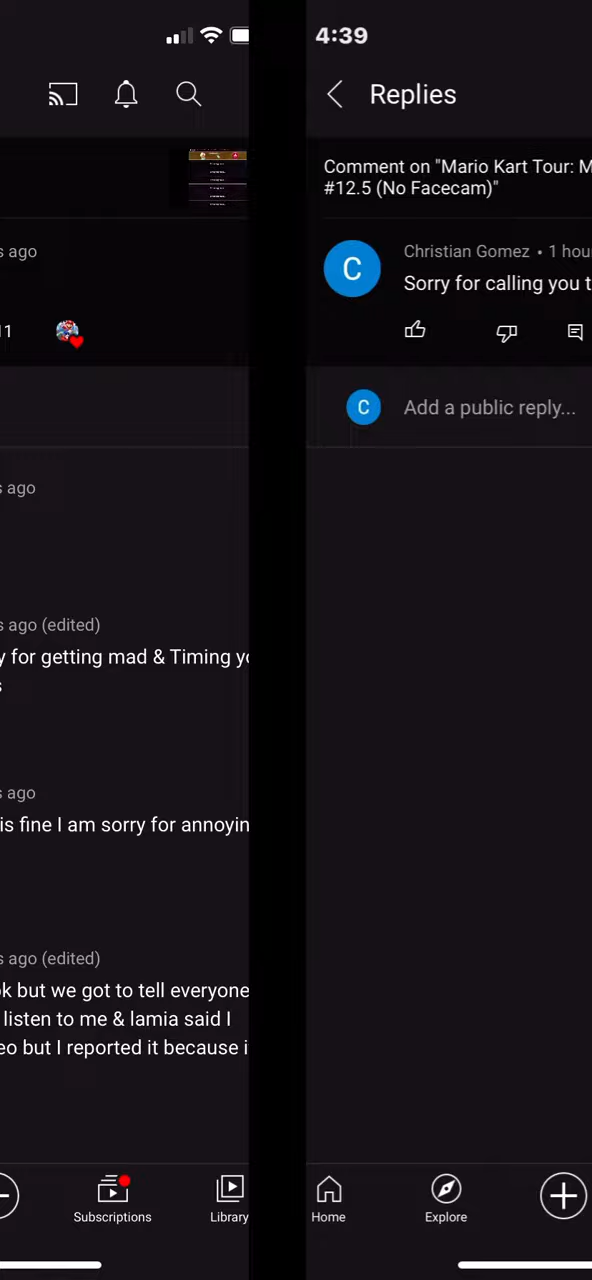 s ago
11
s ago
s ago (edited)
y for getting mad & Timing yo
s
s ago
is fine I am sorry for annoyin
s ago (edited)
ok but we got to tell everyone
listen to me & lamia said I
eo but I reported it because i
Subscriptions
Library
4:39
Replies
Comment on "Mario Kart Tour: M
#12.5 (No Facecam)"
C
Christian Gomez • 1 hou
Sorry for calling you t
C
Add a public reply...
Home
Explore